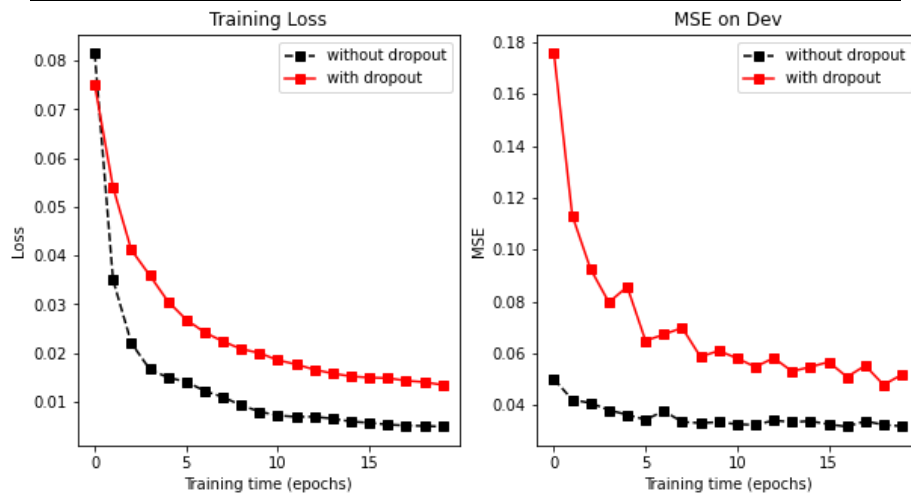 Training Loss
without dropout
with dropout
0.08
0.07
0.06
0.05
0.04
0.03
0.02
0.01
Loss
0
5
10
15
Training time (epochs)
MSE on Dev
without dropout
with dropout
0.18
0.16
0.14
0.12
0.10
0.08
0.06
0.04
MSE
0
5
10
15
Training time (epochs)